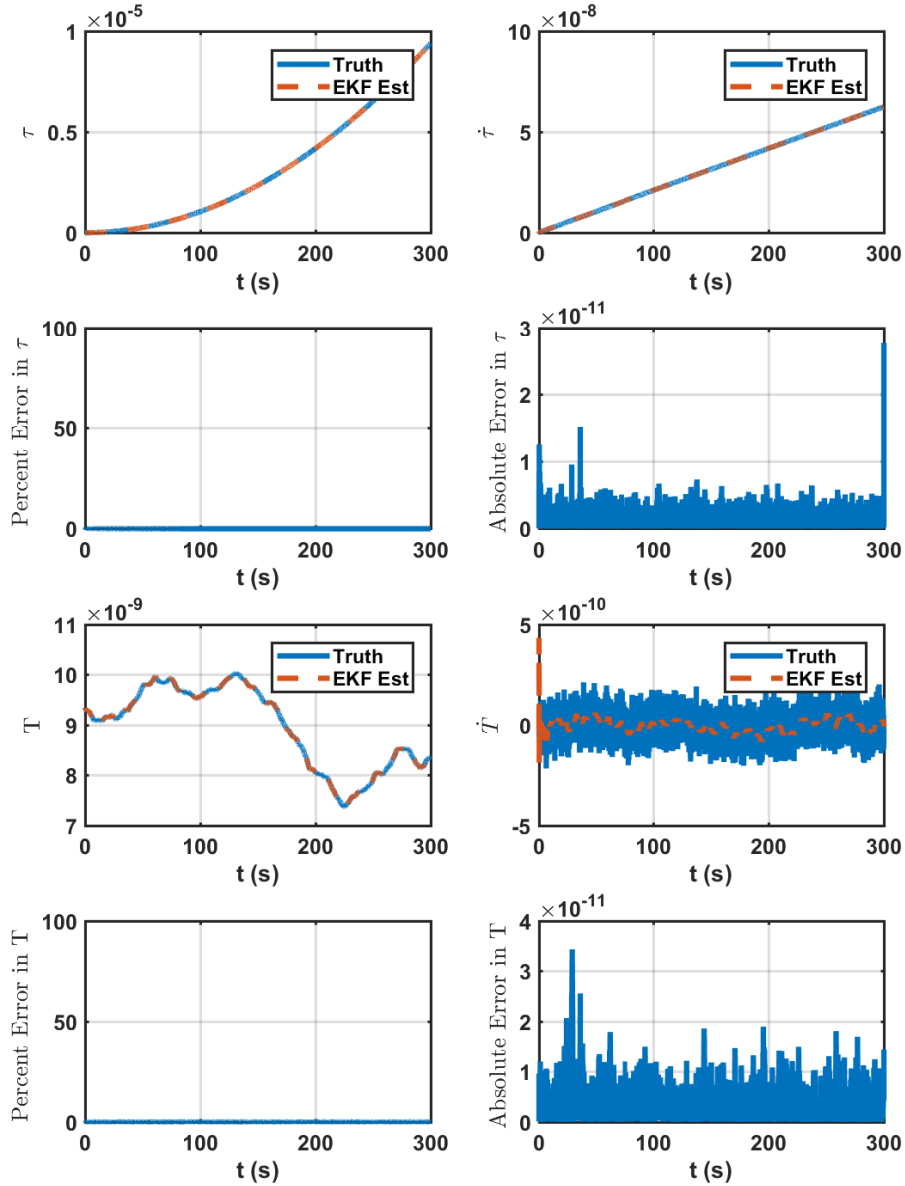 ×10⁻⁵
1
0.5
0
τ
Truth
EKF Est
0 100 200 300
t (s)
×10⁻⁸
10
5
0
τ̇
Truth
EKF Est
0 100 200 300
t (s)
100
50
0
Percent Error in τ
0 100 200 300
t (s)
×10⁻¹¹
3
2
1
0
Absolute Error in τ
0 100 200 300
t (s)
×10⁻⁹
11
10
9
8
7
T
Truth
EKF Est
0 100 200 300
t (s)
×10⁻¹⁰
5
0
-5
Ṫ
Truth
EKF Est
0 100 200 300
t (s)
100
50
0
Percent Error in T
0 100 200 300
t (s)
×10⁻¹¹
4
3
2
1
0
Absolute Error in T
0 100 200 300
t (s)